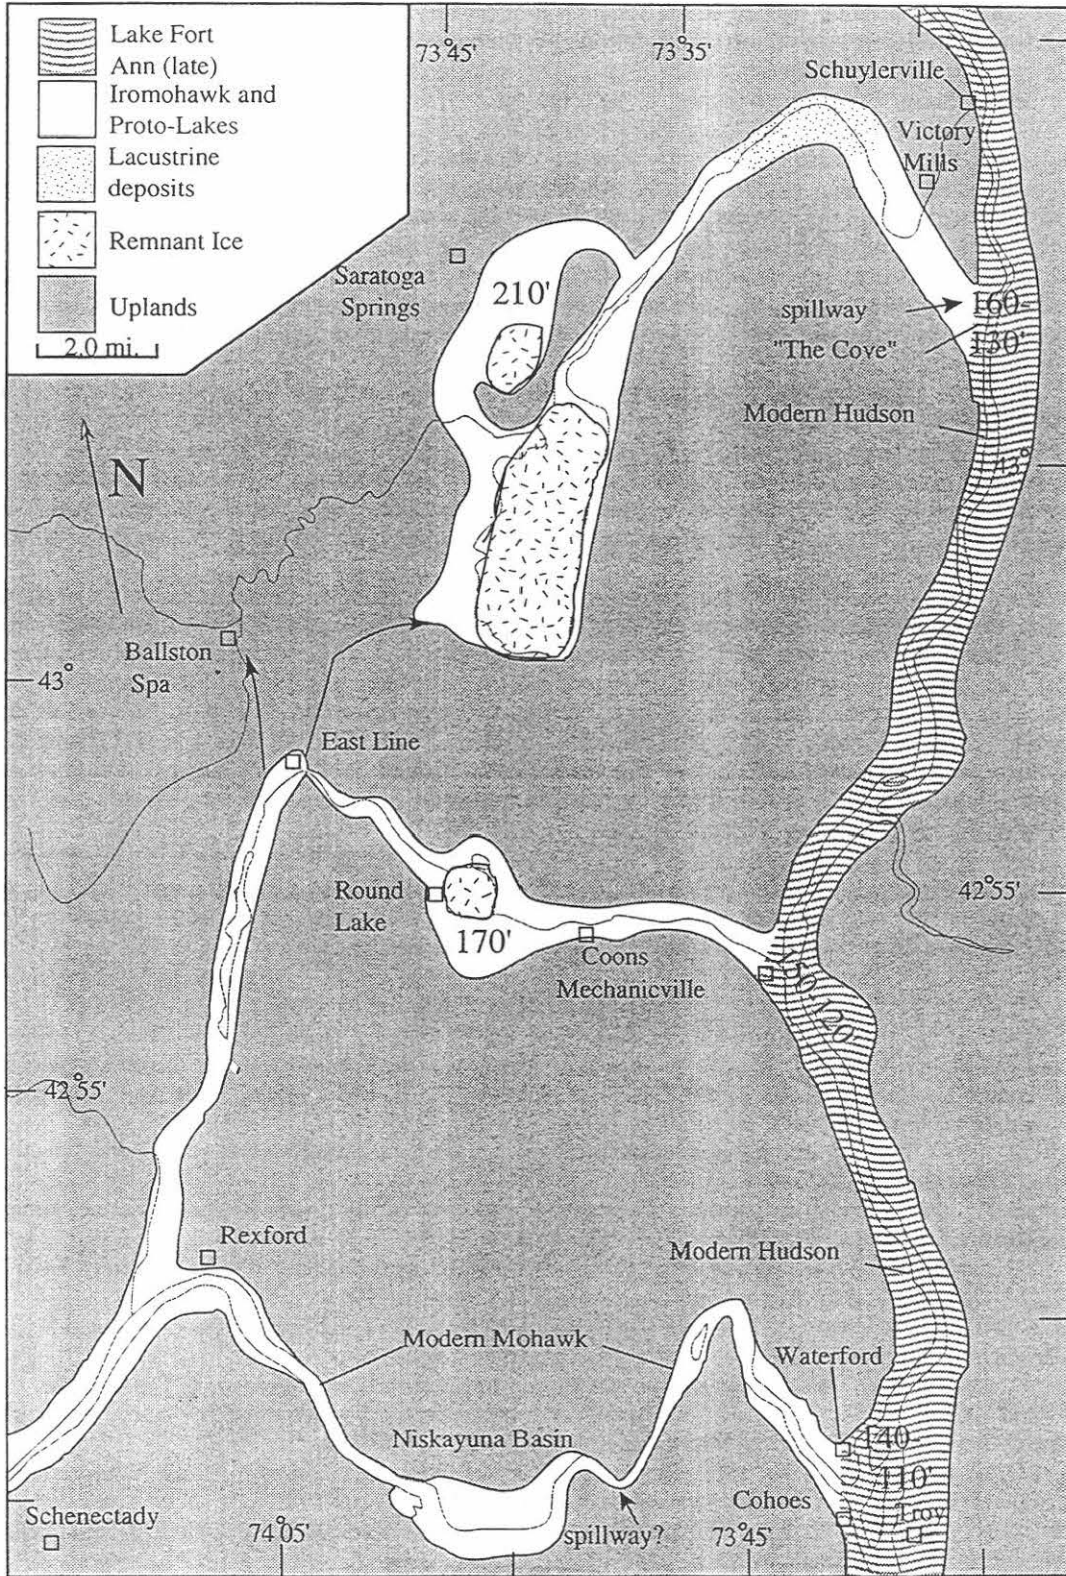 Lake Fort
Ann (late)
Iromohawk and
Proto-Lakes
Lacustrine
deposits
Remnant Ice
Uplands
2.0 mi.
73°45'
73°35'
Schuylerville
Victory
Mills
Saratoga
Springs
210'
spillway
160
"The Cove"
130'
Modern Hudson
43°
N
Ballston
Spa
43°
East Line
Round
Lake
42°55'
170'
Coons
Mechanicville
42°55'
Rexford
Modern Hudson
Modern Mohawk
Waterford
Niskayuna Basin
140
110'
Cohoes
Troy
Schenectady
74°05'
spillway?
73°45'